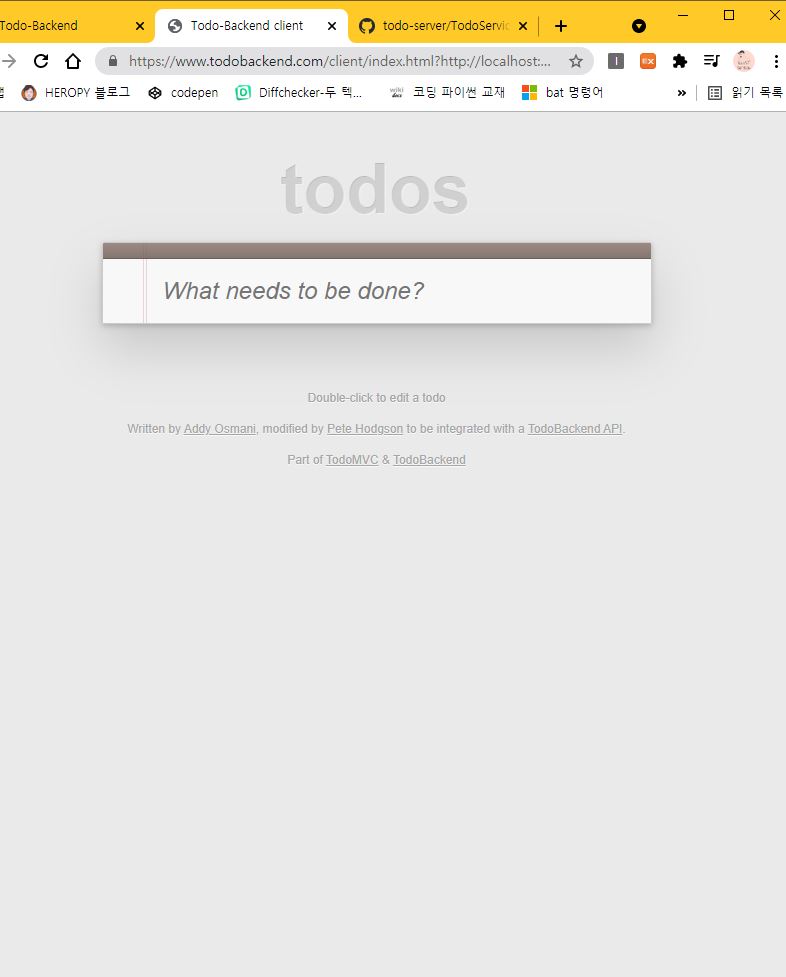 Todo-Backend
Todo-Backend client
todo-server/TodoServic
https://www.todobackend.com/client/index.html?http://localhost:...
I
EX
HEROPY 블로그
codepen
Diffchecker-두 텍...
wiki
docs
코딩 파이썬 교재
bat 명령어
»
읽기 목록
todos
What needs to be done?
Double-click to edit a todo
Written by Addy Osmani, modified by Pete Hodgson to be integrated with a TodoBackend API.
Part of TodoMVC & TodoBackend